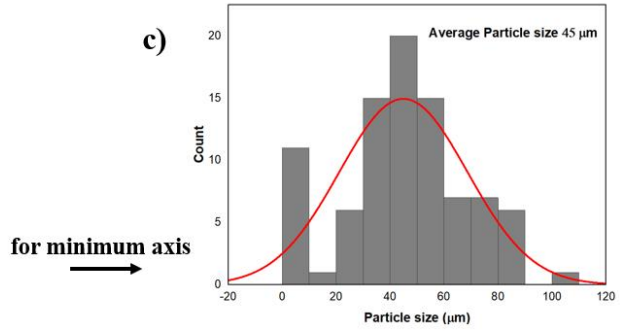 c)
Average Particle size 45 μm
20
15
10
5
0
Count
for minimum axis
-20 0 20 40 60 80 100 120
Particle size (μm)